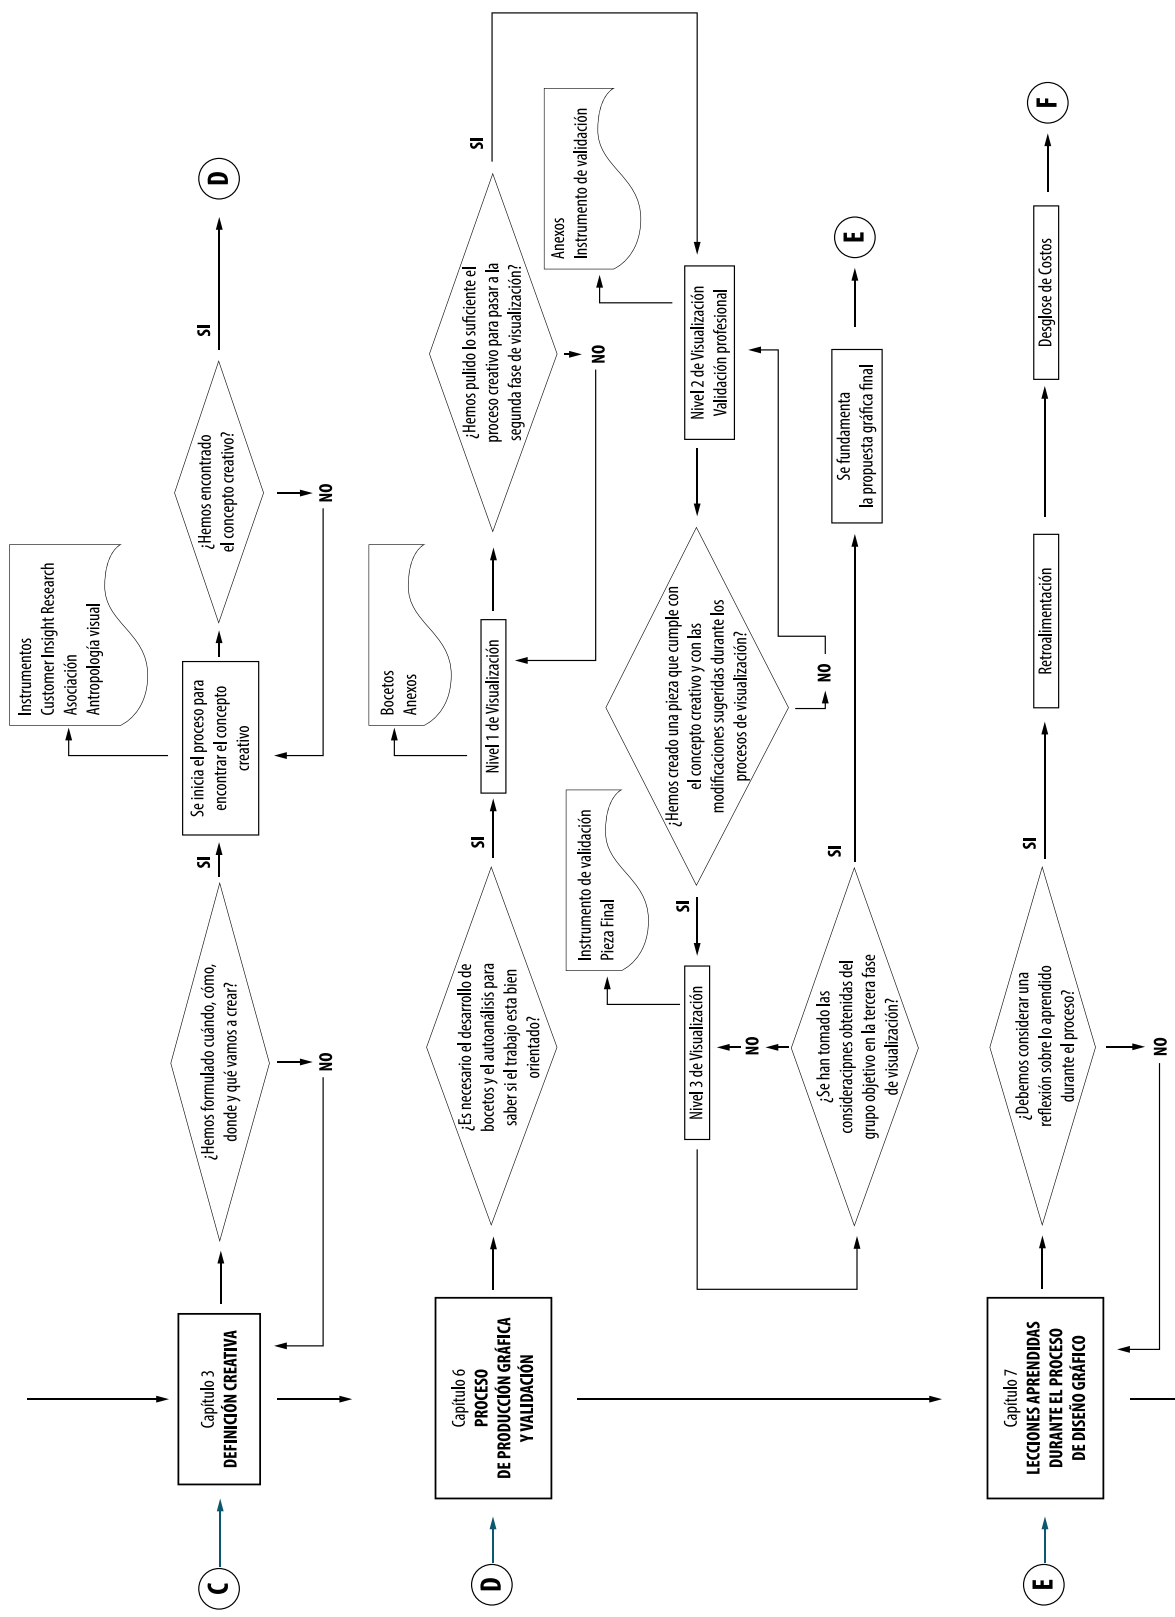 C
Capítulo 3
DEFINICIÓN CREATIVA
¿Hemos formulado cuándo, cómo,
donde y qué vamos a crear?
NO
SI
Se inicia el proceso para
encontrar el concepto
creativo
Instrumentos
Customer Insight Research
Asociación
Antropología visual
¿Hemos encontrado
el concepto creativo?
NO
SI
D
D
Capítulo 6
PROCESO
DE PRODUCCIÓN GRÁFICA
Y VALIDACIÓN
¿Es necesario el desarrollo de
bocetos y el autoanálisis para
saber si el trabajo esta bien
orientado?
SI
Nivel 1 de Visualización
Bocetos
Anexos
¿Hemos pulido lo suficiente el
proceso creativo para pasar a la
segunda fase de visualización?
NO
SI
Nivel 2 de Visualización
Validación profesional
Anexos
Instrumento de validación
¿Hemos creado una pieza que cumple con
el concepto creativo y con las
modificaciones sugeridas durante los
procesos de visualización?
NO
SI
Nivel 3 de Visualización
Instrumento de validación
Pieza Final
¿Se han tomado las
consideracipnes obtenidas del
grupo objetivo en la tercera fase
de visualización?
NO
SI
Se fundamenta
la propuesta gráfica final
E
E
Capítulo 7
LECCIONES APRENDIDAS
DURANTE EL PROCESO
DE DISEÑO GRÁFICO
¿Debemos considerar una
reflexión sobre lo aprendido
durante el proceso?
NO
SI
Retroalimentación
Desglose de Costos
F